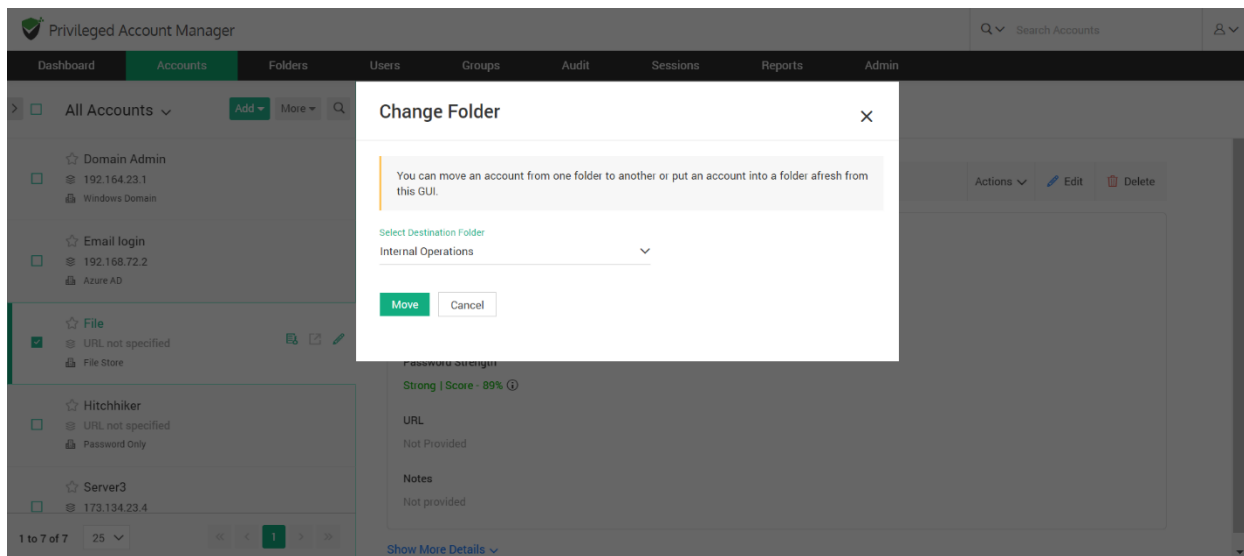 Privileged Account Manager
Search Accounts
Dashboard Accounts Folders Users Groups Audit Sessions Reports Admin
All Accounts
Add
More
Domain Admin
192.164.23.1
Windows Domain
Email login
192.168.72.2
Azure AD
File
URL not specified
File Store
Hitchhiker
URL not specified
Password Only
Server3
173.134.23.4
1 to 7 of 7 25 « < 1 > »
Change Folder
You can move an account from one folder to another or put an account into a folder afresh from
this GUI.
Select Destination Folder
Internal Operations
Move Cancel
Actions Edit Delete
Password Strength
Strong | Score - 89%
URL
Not Provided
Notes
Not provided
Show More Details